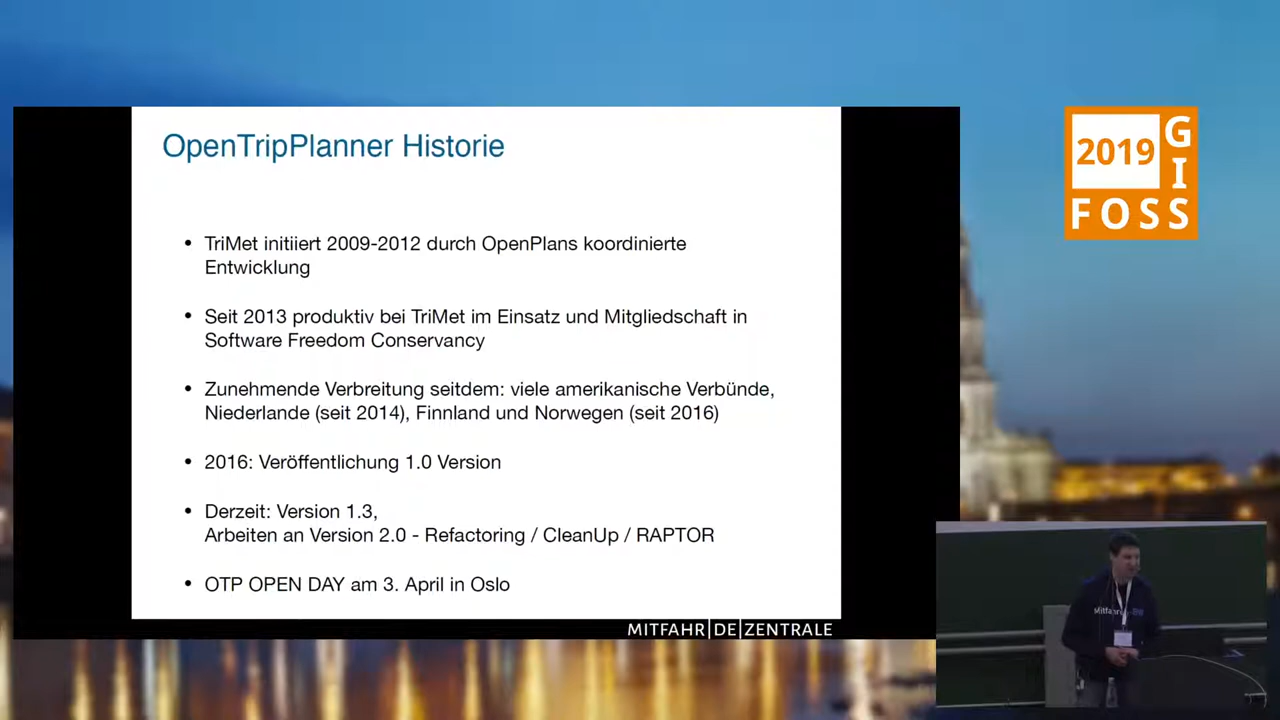 OpenTripPlanner Historie
• TriMet initiiert 2009-2012 durch OpenPlans koordinierte
Entwicklung
• Seit 2013 produktiv bei TriMet im Einsatz und Mitgliedschaft in
Software Freedom Conservancy
• Zunehmende Verbreitung seitdem: viele amerikanische Verbünde,
Niederlande (seit 2014), Finnland und Norwegen (seit 2016)
• 2016: Veröffentlichung 1.0 Version
• Derzeit: Version 1.3,
Arbeiten an Version 2.0 - Refactoring / CleanUp / RAPTOR
• OTP OPEN DAY am 3. April in Oslo
MITFAHR|DE|ZENTRALE
2019
GIS
FOSS